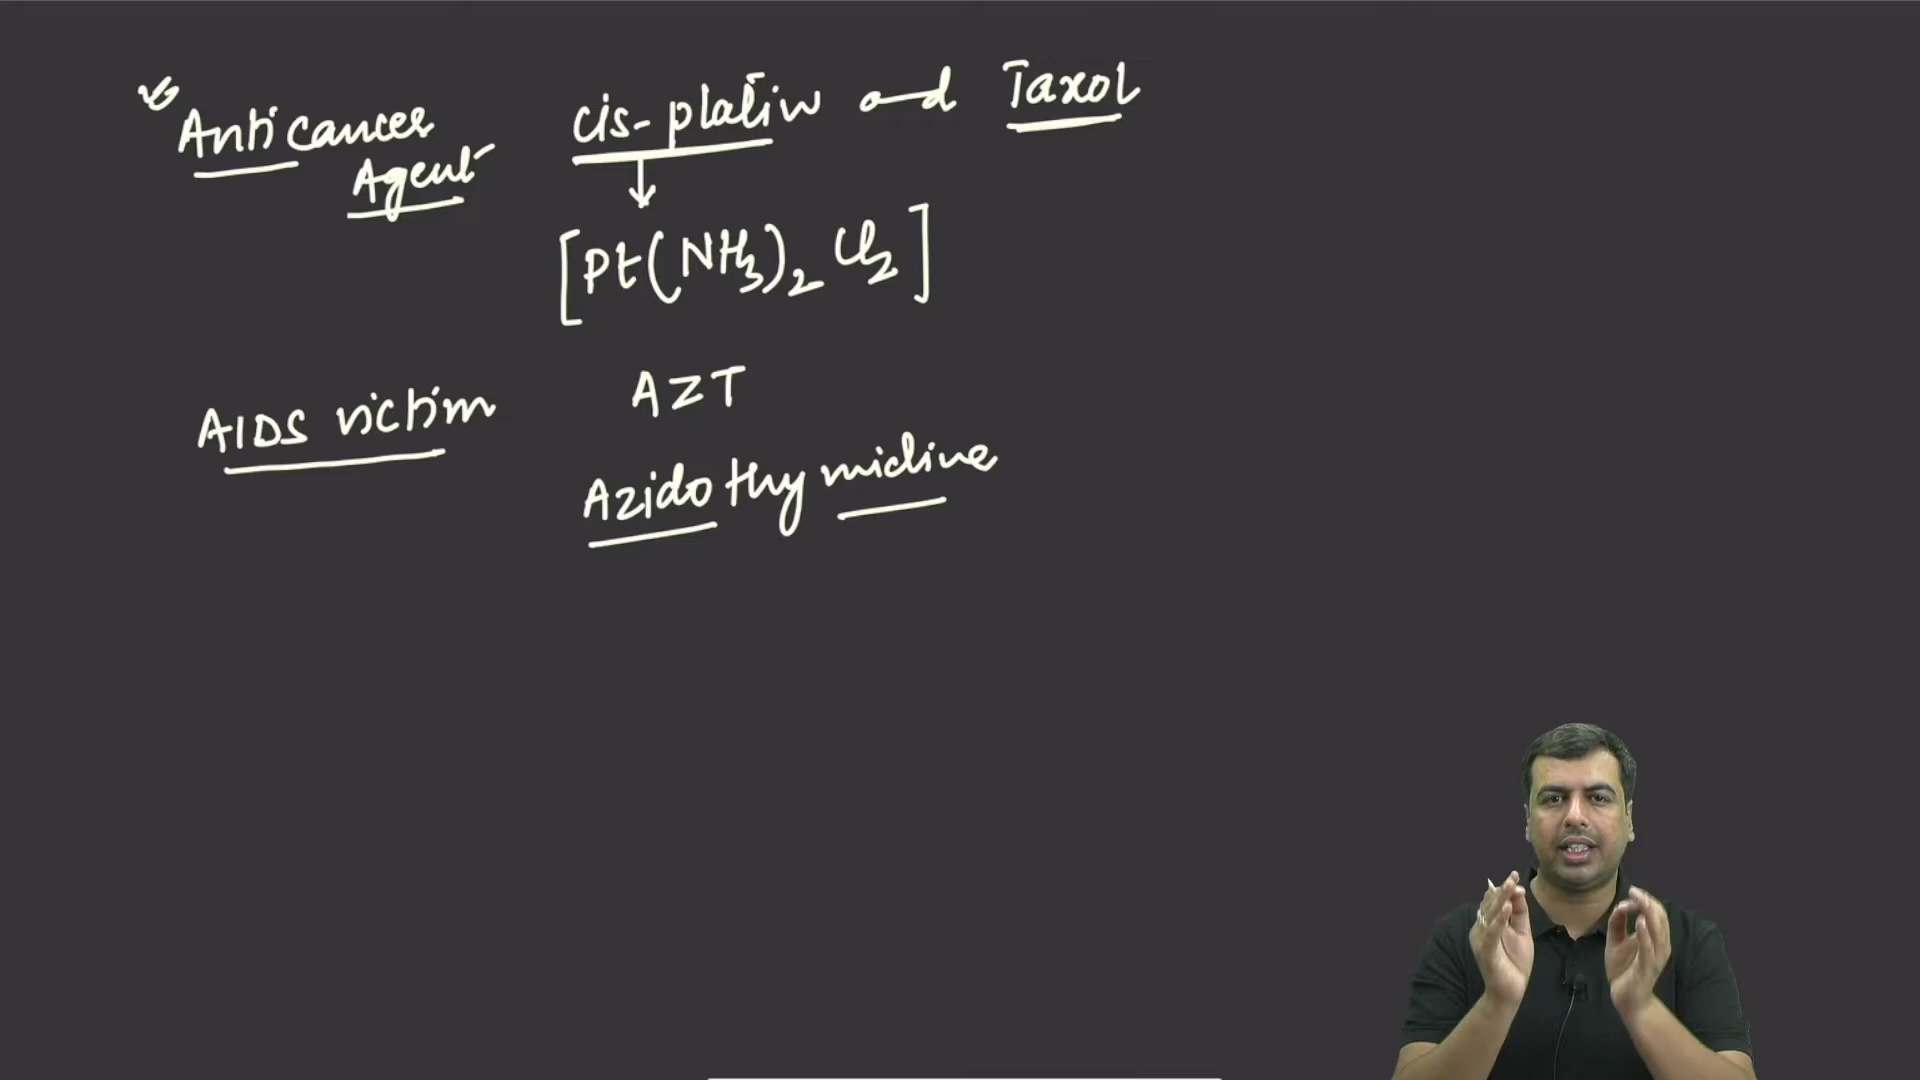 Anticancer Agent cis-platin and Taxol
[Pt(NH3)2 Cl2]
AIDS victim AZT
Azidothymidine